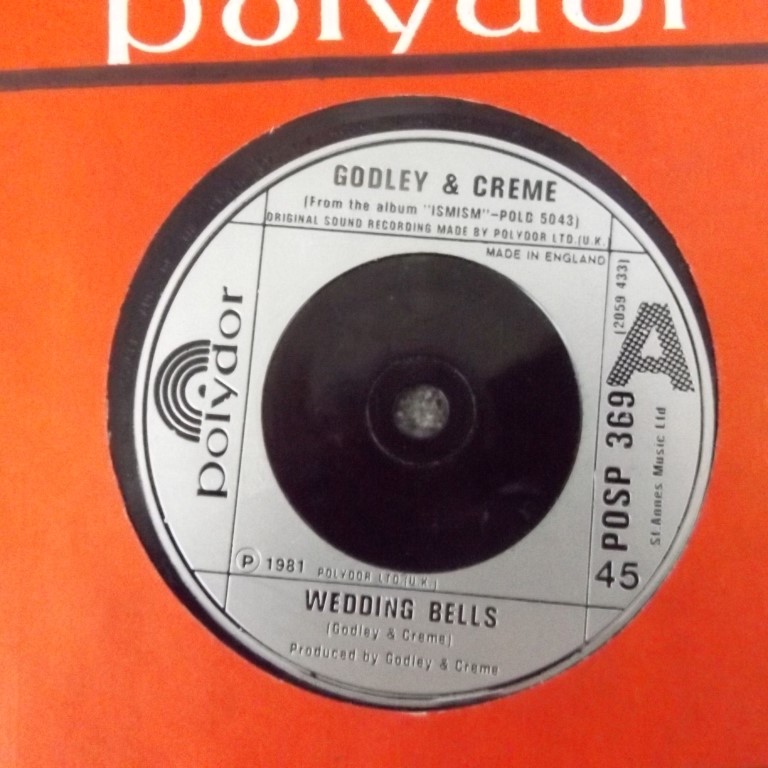 polydor
GODLEY & CREME
(From the album "ISMISM"-POLD 5043)
ORIGINAL SOUND RECORDING MADE BY POLYDOR LTD.(U.K.)
MADE IN ENGLAND
(2059 433)
A
polydor
POSP 369
St. Annes Music Ltd
45
℗ 1981 POLYDOR LTD.(U.K.)
WEDDING BELLS
(Godley & Creme)
Produced by Godley & Creme